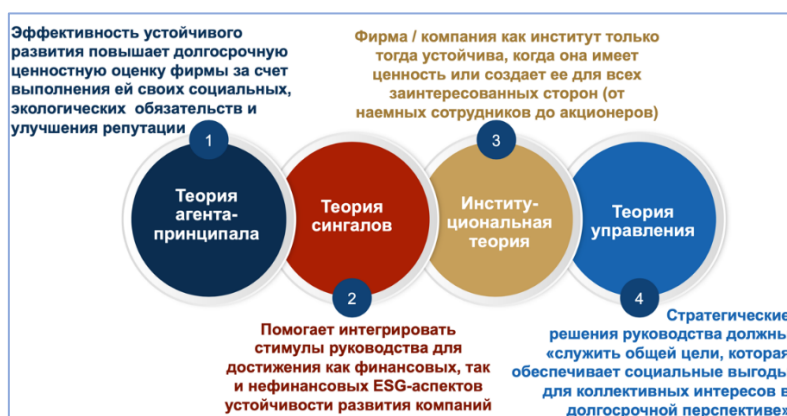 Эффективность устойчивого
развития повышает долгосрочную
ценностную оценку фирмы за счет
выполнения ей своих социальных,
экологических обязательств и
улучшения репутации
Фирма / компания как институт только
тогда устойчива, когда она имеет
ценность или создает ее для всех
заинтересованных сторон (от
наемных сотрудников до акционеров)
1
3
Теория
агента-
принципала
Теория
сингалов
Институ-
циональная
теория
Теория
управления
2
4
Помогает интегрировать
стимулы руководства для
достижения как финансовых, так
и нефинансовых ESG-аспектов
устойчивости развития компаний
Стратегические
решения руководства должны
«служить общей цели, которая
обеспечивает социальные выгоды
для коллективных интересов в
долгосрочной перспективе»